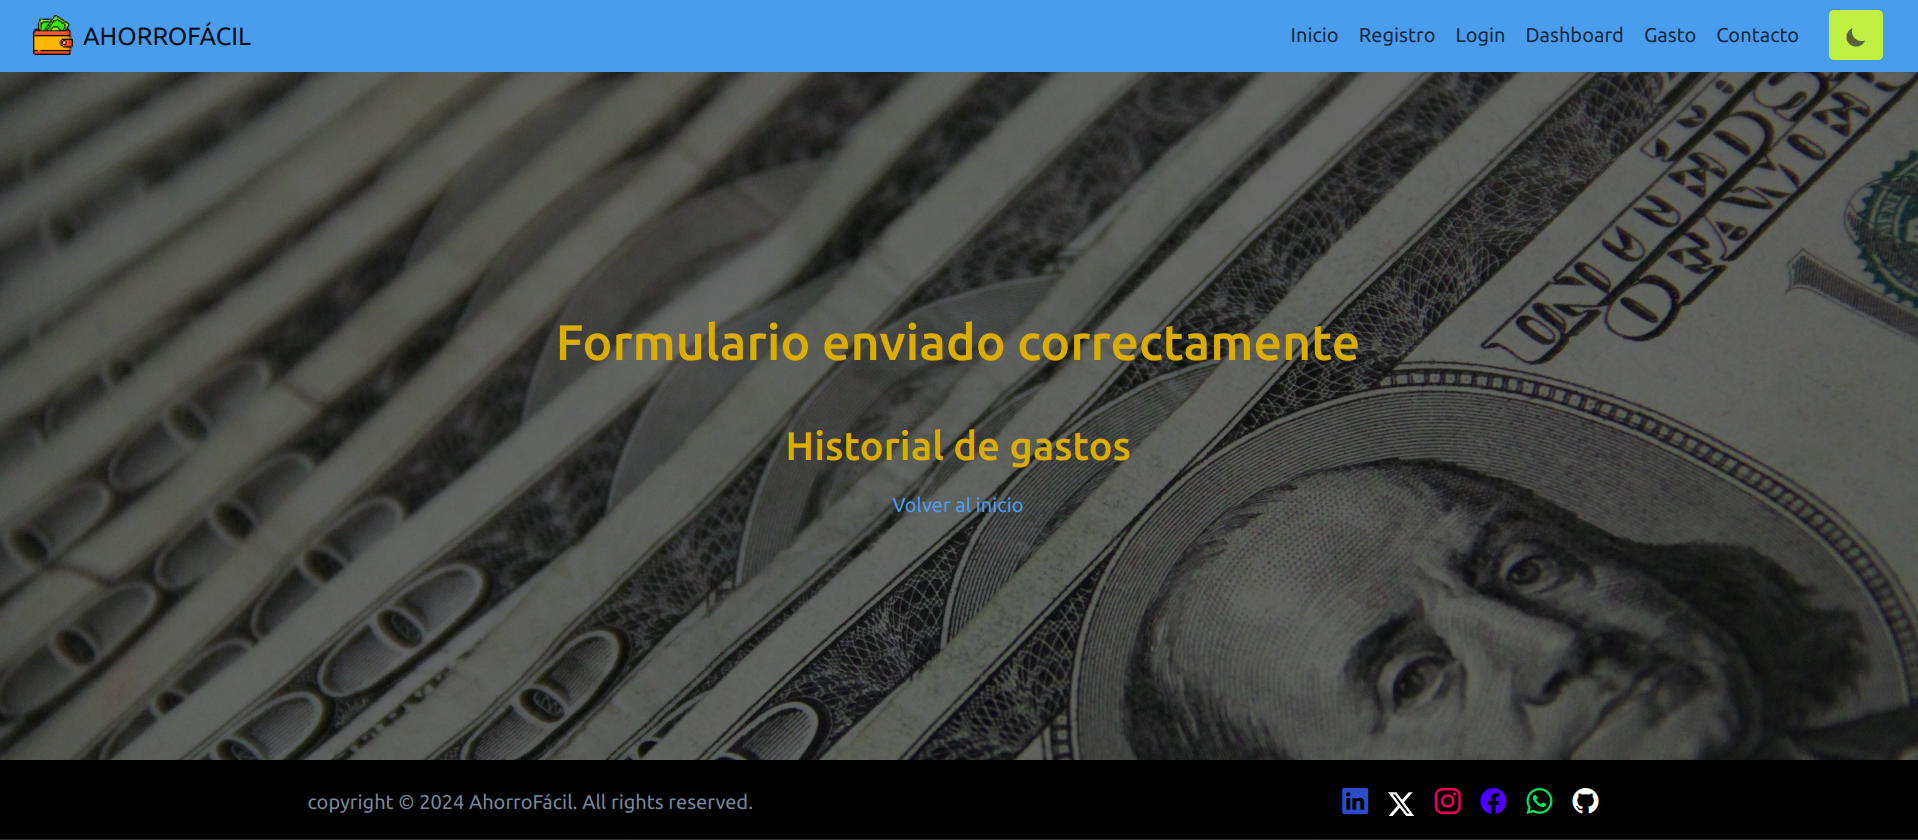 AHORROFÁCIL
Inicio Registro Login Dashboard Gasto Contacto
Formulario enviado correctamente
Historial de gastos
Volver al inicio
copyright © 2024 AhorroFácil. All rights reserved.